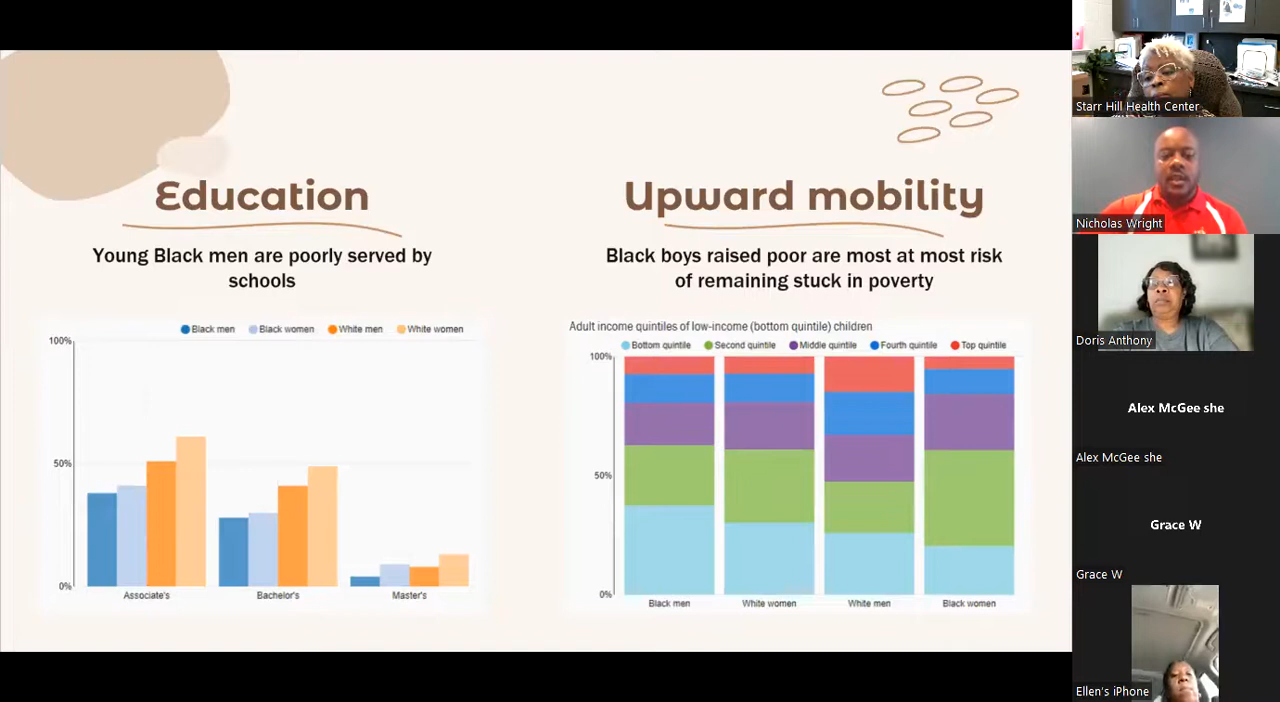 Education
Young Black men are poorly served by
schools
Black men Black women White men White women
100%
50%
0%
Associate's Bachelor's Master's
Upward mobility
Black boys raised poor are most at most risk
of remaining stuck in poverty
Adult income quintiles of low-income (bottom quintile) children
Bottom quintile Second quintile Middle quintile Fourth quintile Top quintile
100%
50%
0%
Black men White women White men Black women
Starr Hill Health Center
Nicholas Wright
Doris Anthony
Alex McGee she
Alex McGee she
Grace W
Grace W
Ellen's iPhone